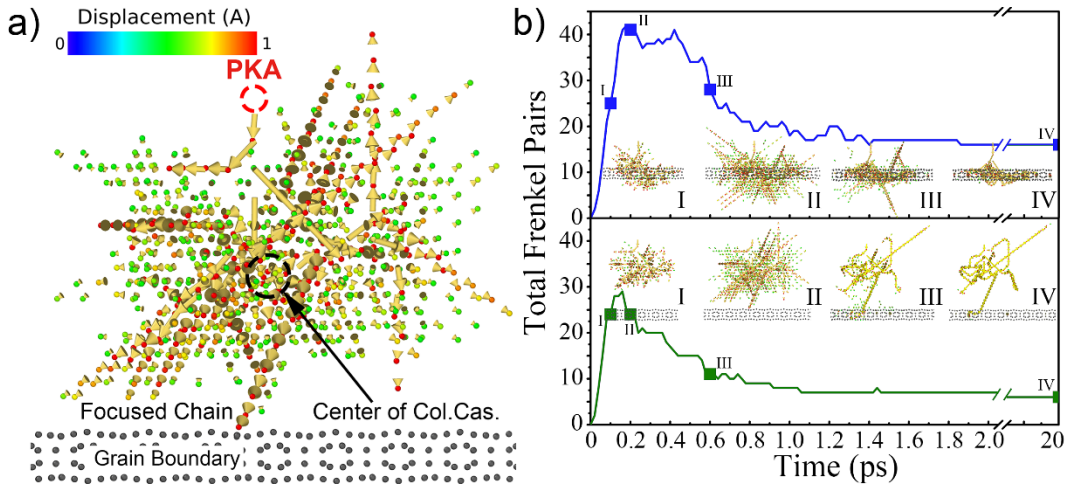 a)
Displacement (A)
0
1
PKA
Focused Chain
Center of Col.Cas.
Grain Boundary
b)
Total Frenkel Pairs
40
30
20
10
0
I
II
III
IV
I
II
III
IV
40
30
20
10
0
I
II
III
IV
I
II
III
IV
0 0.2 0.4 0.6 0.8 1.0 1.2 1.4 1.6 1.8 2.0 20
Time (ps)